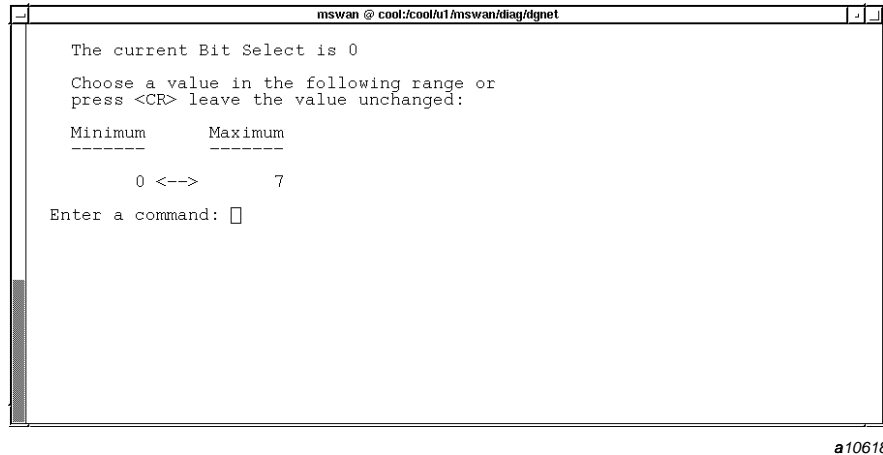 mswan @ cool:/cool/u1/mswan/diag/dgnet
The current Bit Select is 0
Choose a value in the following range or
press <CR> leave the value unchanged:
Minimum Maximum
------- -------
0 <--> 7
Enter a command:
a10618